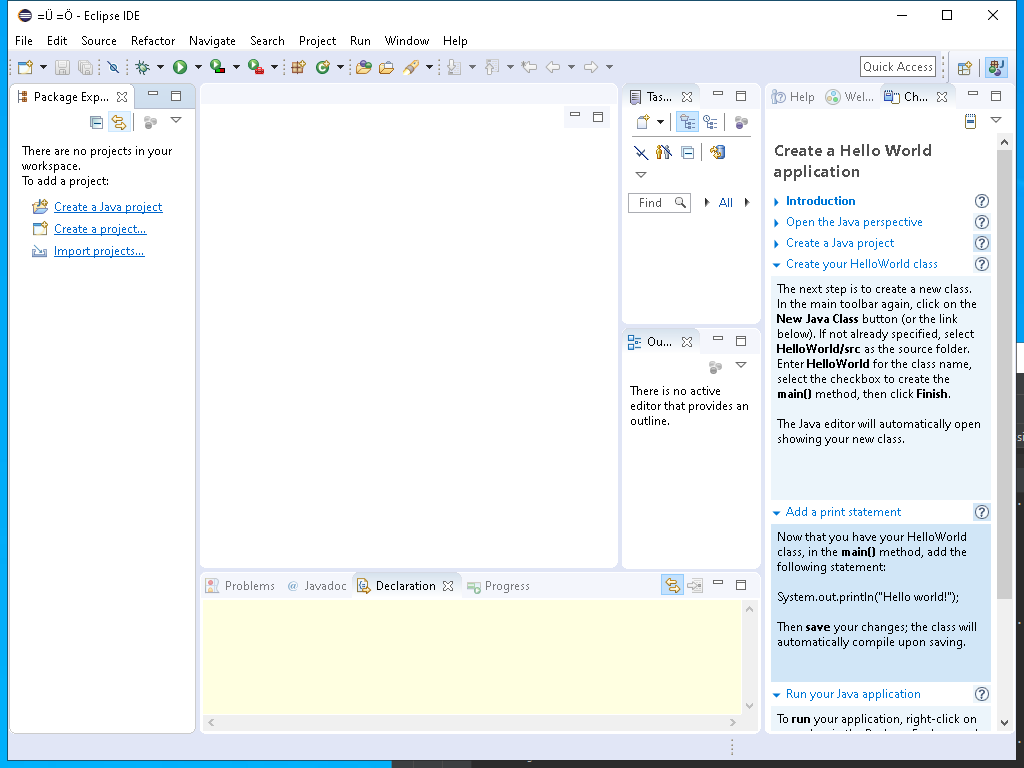 =Ü =Ö - Eclipse IDE
File Edit Source Refactor Navigate Search Project Run Window Help
Quick Access
Package Exp...
There are no projects in your
workspace.
To add a project:
Create a Java project
Create a project...
Import projects...
Tas...
Find
All
Ou...
There is no active
editor that provides an
outline.
Problems @ Javadoc Declaration Progress
Help Wel... Ch...
Create a Hello World
application
Introduction
Open the Java perspective
Create a Java project
Create your HelloWorld class
The next step is to create a new class.
In the main toolbar again, click on the
New Java Class button (or the link
below). If not already specified, select
HelloWorld/src as the source folder.
Enter HelloWorld for the class name,
select the checkbox to create the
main() method, then click Finish.
The Java editor will automatically open
showing your new class.
Add a print statement
Now that you have your HelloWorld
class, in the main() method, add the
following statement:
System.out.println("Hello world!");
Then save your changes; the class will
automatically compile upon saving.
Run your Java application
To run your application, right-click on